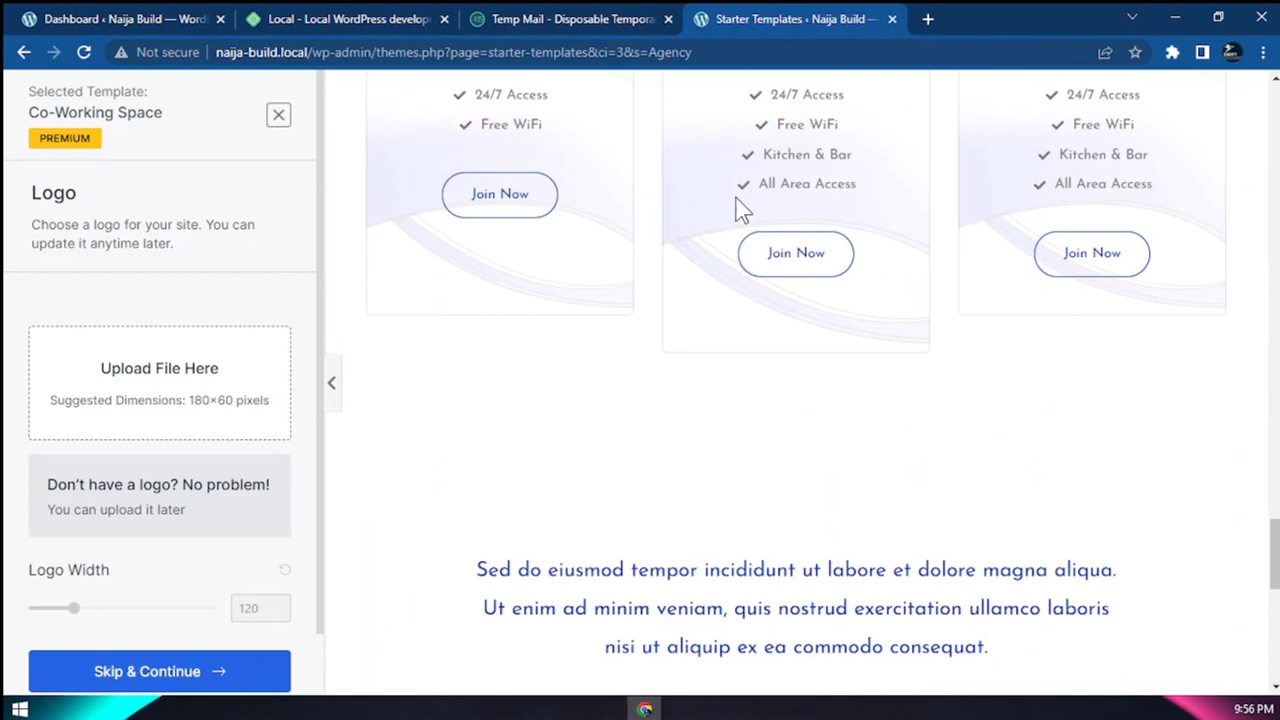 Dashboard ‹ Naija Build — Word
Local - Local WordPress develop
Temp Mail - Disposable Tempora
Starter Templates ‹ Naija Build —
Not secure
naija-build.local/wp-admin/themes.php?page=starter-templates&ci=3&s=Agency
Selected Template:
Co-Working Space
PREMIUM
Logo
Choose a logo for your site. You can
update it anytime later.
Upload File Here
Suggested Dimensions: 180×60 pixels
Don't have a logo? No problem!
You can upload it later
Logo Width
120
Skip & Continue →
24/7 Access
Free WiFi
Join Now
24/7 Access
Free WiFi
Kitchen & Bar
All Area Access
Join Now
24/7 Access
Free WiFi
Kitchen & Bar
All Area Access
Join Now
Sed do eiusmod tempor incididunt ut labore et dolore magna aliqua.
Ut enim ad minim veniam, quis nostrud exercitation ullamco laboris
nisi ut aliquip ex ea commodo consequat.
9:56 PM